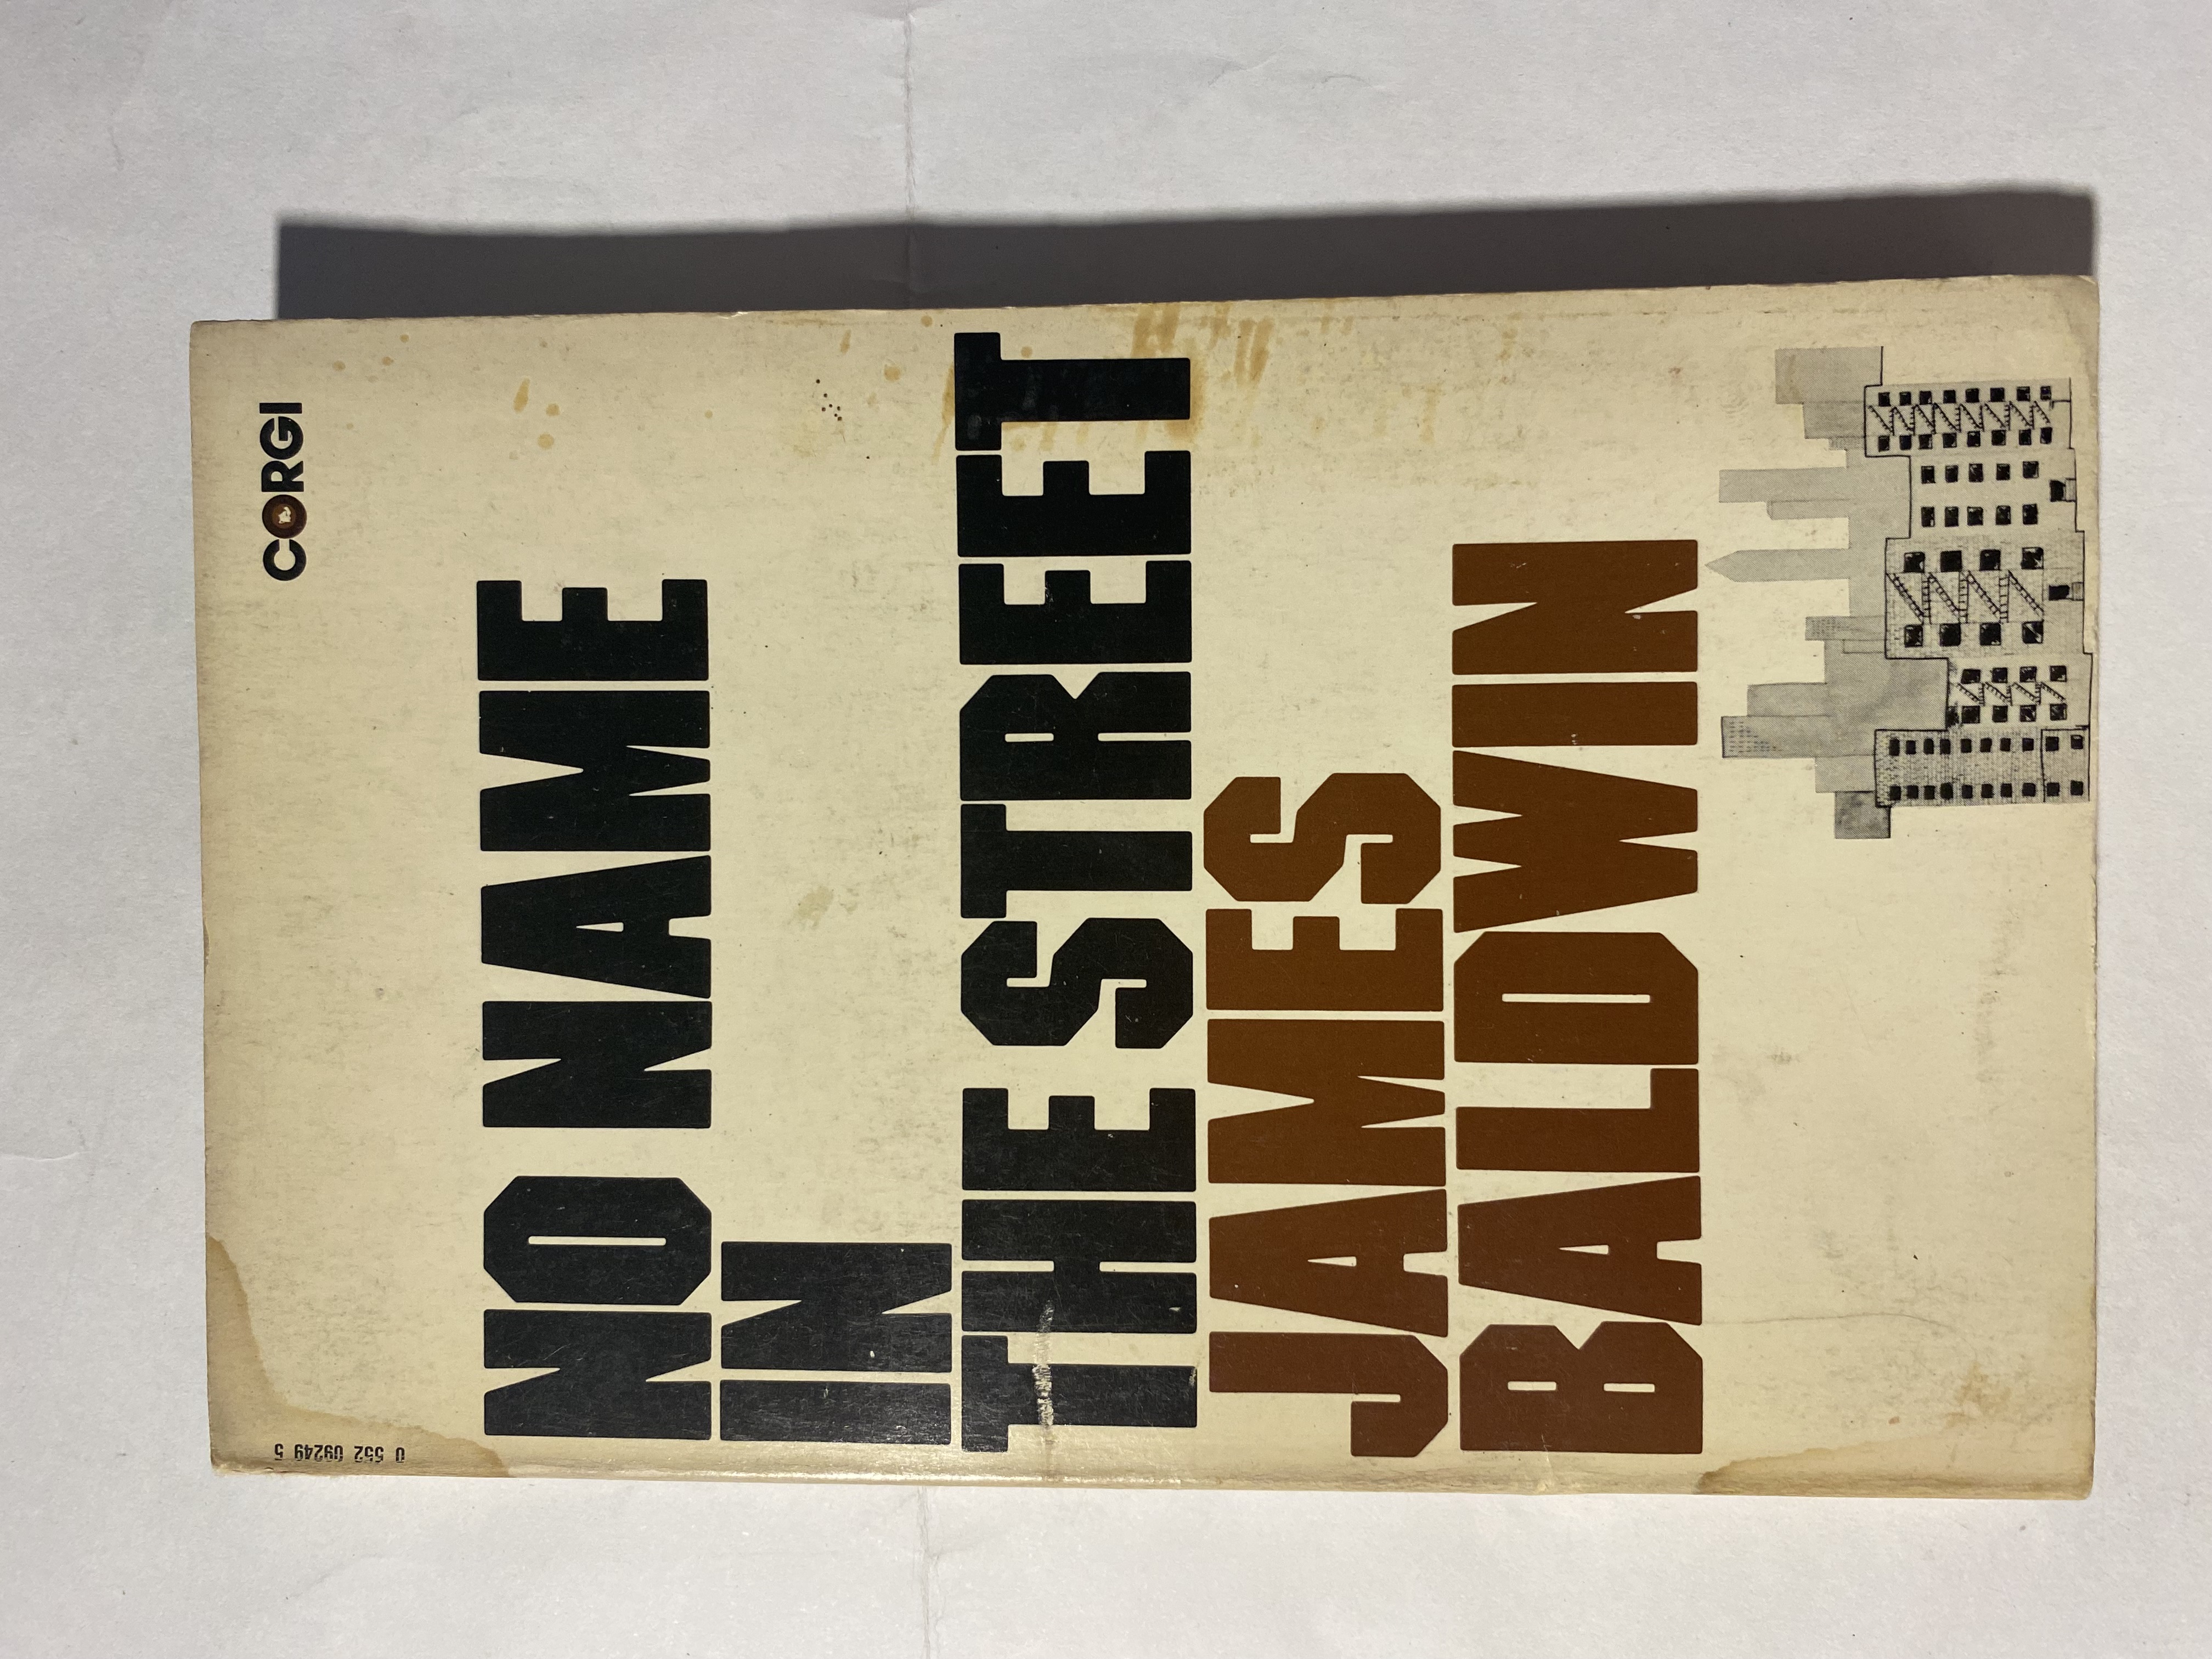 0 552 09249 5
CORGI
NO NAME
IN
THE STREET
JAMES
BALDWIN